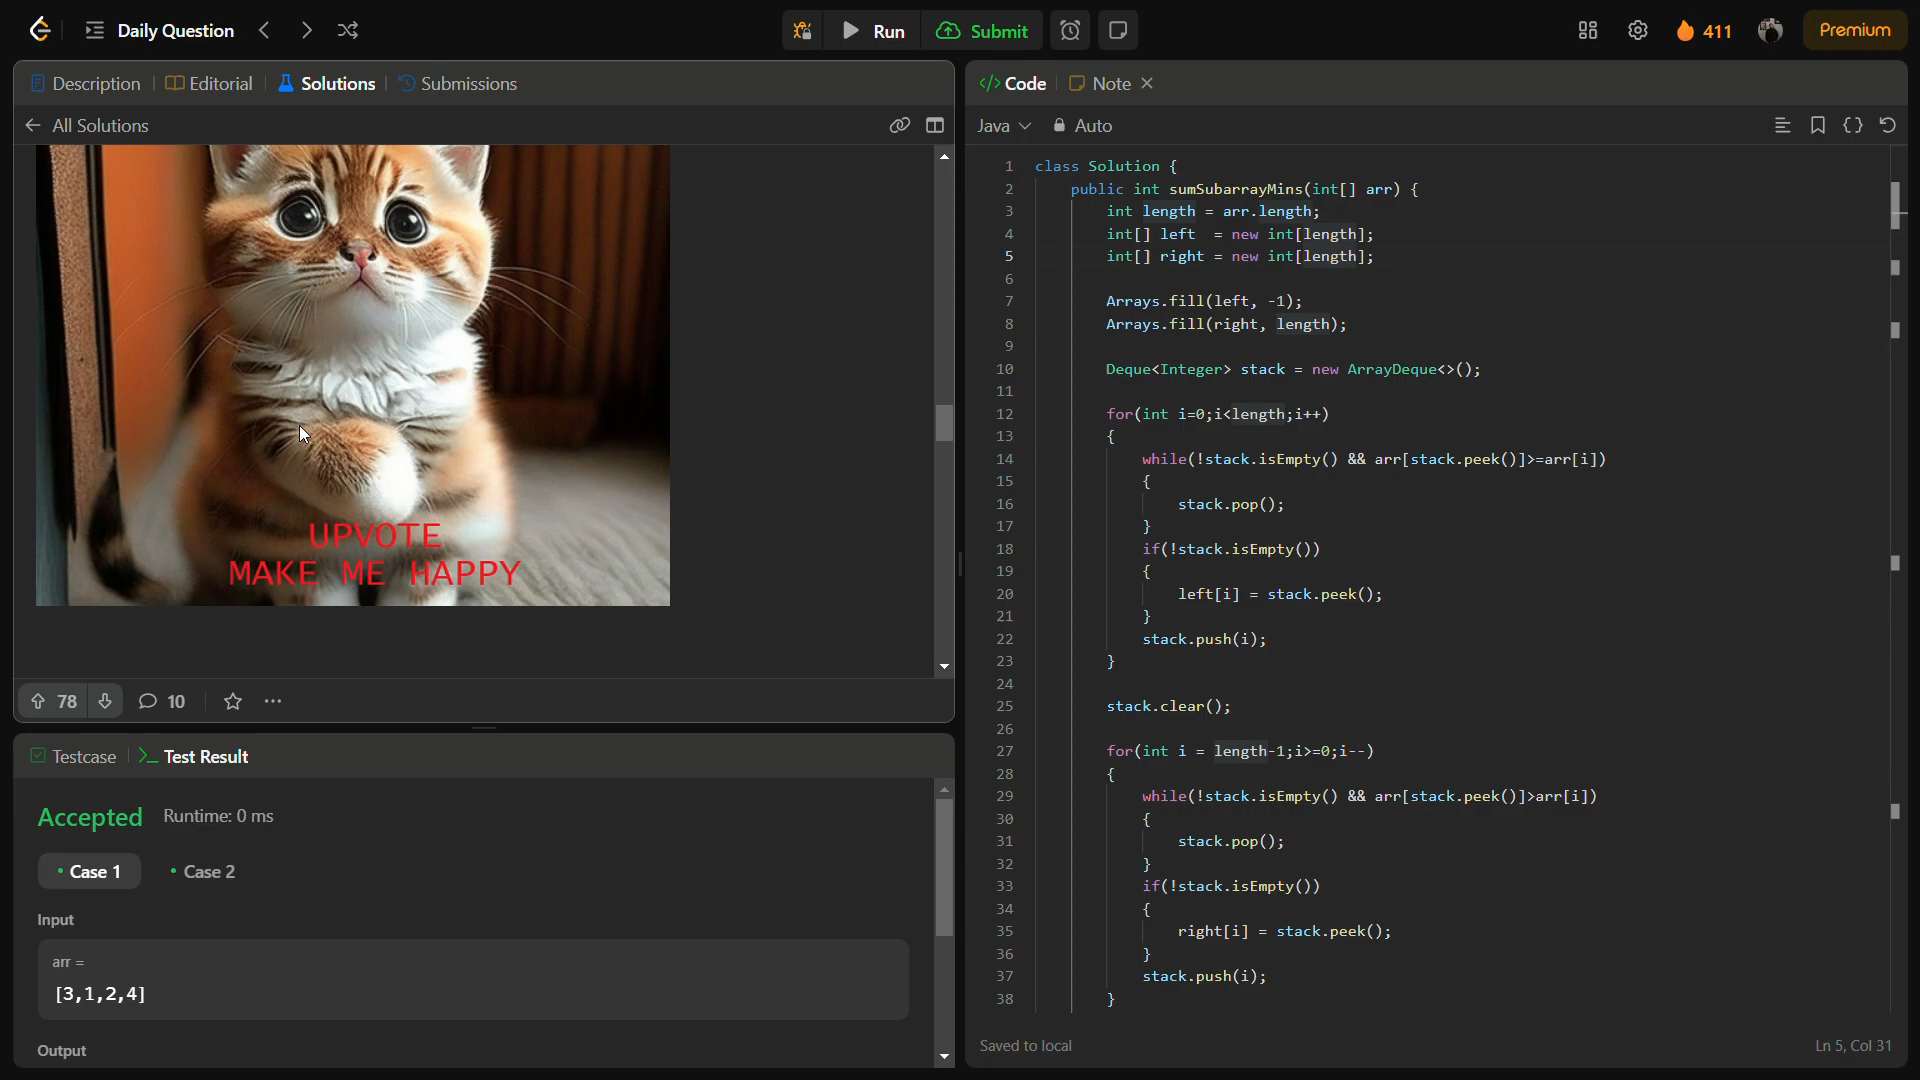 Daily Question
Run
Submit
411
Premium
Description
Editorial
Solutions
Submissions
All Solutions
UPVOTE
MAKE ME HAPPY
78
10
Testcase
Test Result
Accepted
Runtime: 0 ms
Case 1
Case 2
Input
arr =
[3,1,2,4]
Output
Code
Note
Java
Auto
1 class Solution {
2 public int sumSubarrayMins(int[] arr) {
3 int length = arr.length;
4 int[] left  = new int[length];
5 int[] right = new int[length];
6
7 Arrays.fill(left, -1);
8 Arrays.fill(right, length);
9
10 Deque<Integer> stack = new ArrayDeque<>();
11
12 for(int i=0;i<length;i++)
13 {
14 while(!stack.isEmpty() && arr[stack.peek()]>=arr[i])
15 {
16 stack.pop();
17 }
18 if(!stack.isEmpty())
19 {
20 left[i] = stack.peek();
21 }
22 stack.push(i);
23 }
24
25 stack.clear();
26
27 for(int i = length-1;i>=0;i--)
28 {
29 while(!stack.isEmpty() && arr[stack.peek()]>arr[i])
30 {
31 stack.pop();
32 }
33 if(!stack.isEmpty())
34 {
35 right[i] = stack.peek();
36 }
37 stack.push(i);
38 }
Saved to local
Ln 5, Col 31